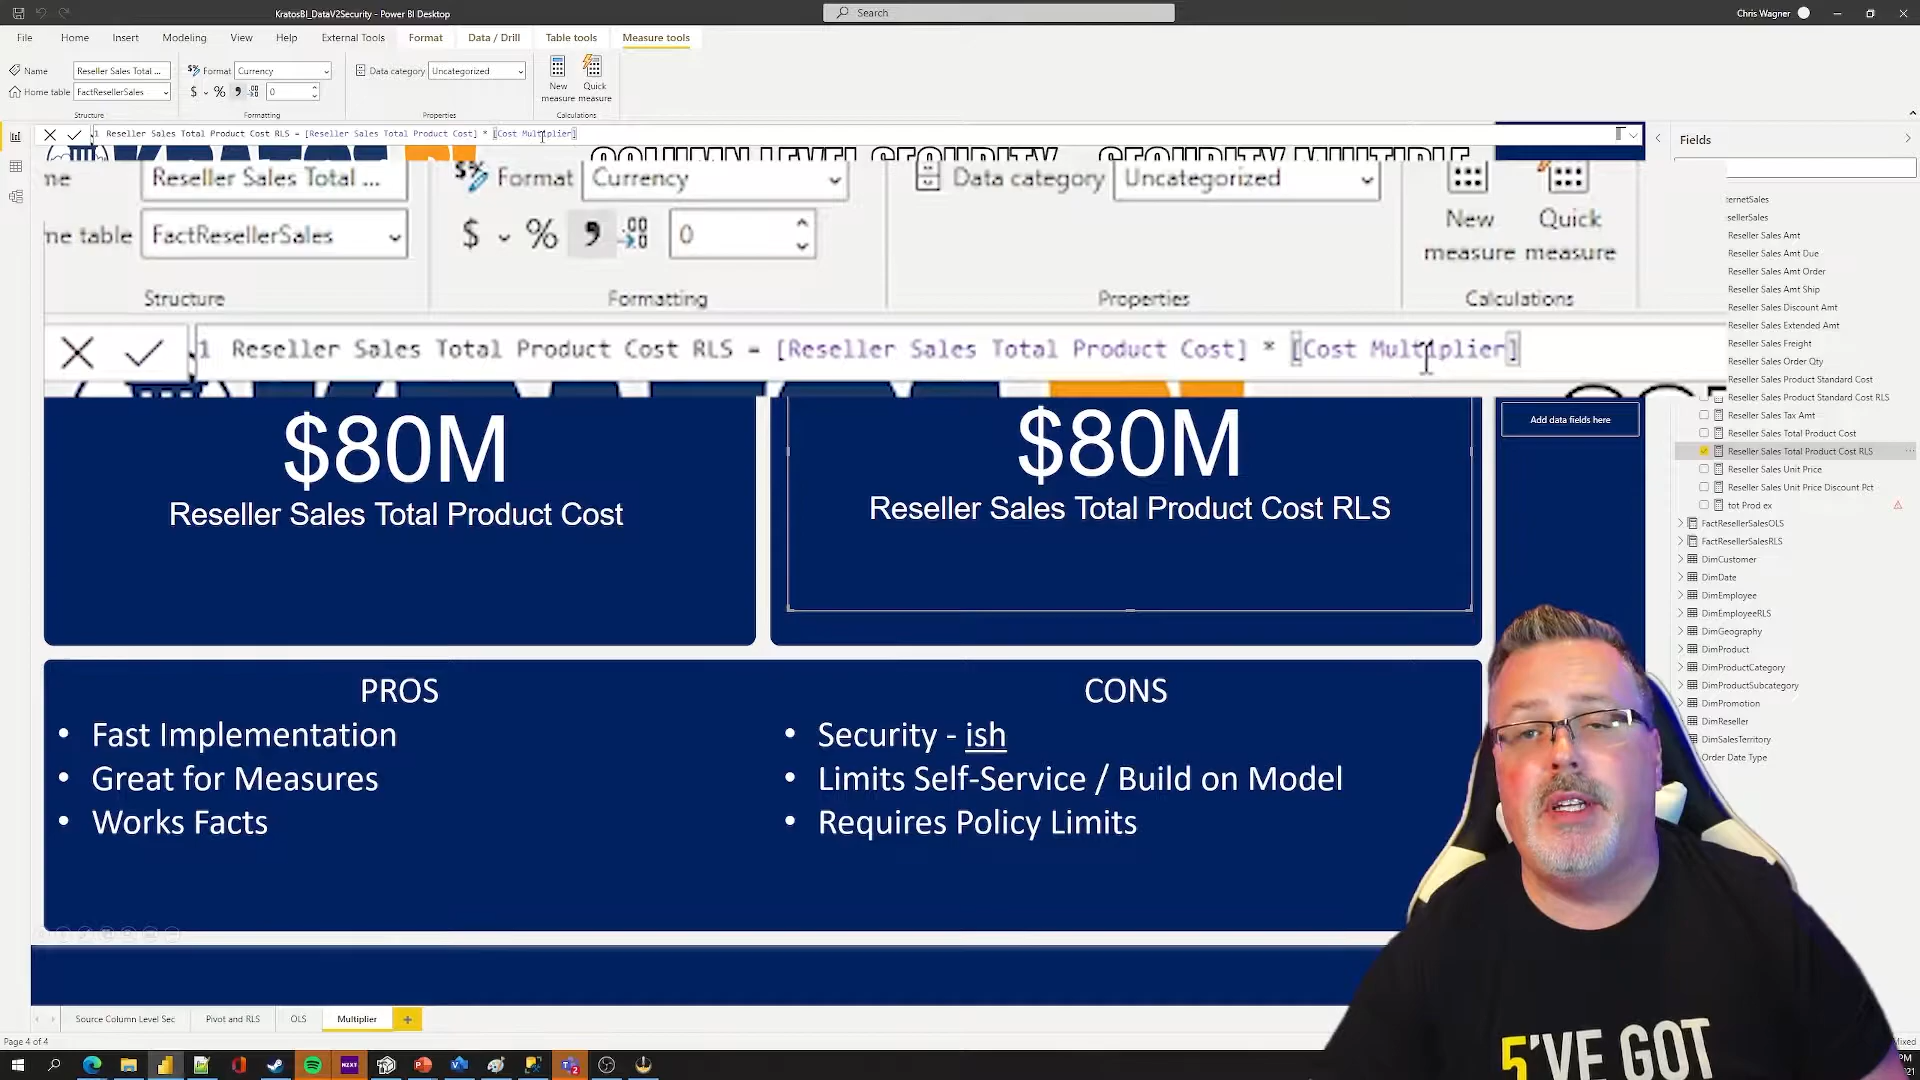 KratosBI_DataV2Security - Power BI Desktop
Search
Chris Wagner
File Home Insert Modeling View Help External Tools Format Data / Drill Table tools Measure tools
Name Reseller Sales Total ... Format Currency Data category Uncategorized New measure Quick measure
Home table FactResellerSales $ % 0
Structure Formatting Properties Calculations
1 Reseller Sales Total Product Cost RLS = [Reseller Sales Total Product Cost] * [Cost Multiplier]
COLUMN LEVEL SECURITY
Fields
me Reseller Sales Total ... Format Currency Data category Uncategorized New measure Quick measure
me table FactResellerSales $ % 0
Structure Formatting Properties Calculations
1 Reseller Sales Total Product Cost RLS = [Reseller Sales Total Product Cost] * [Cost Multiplier]
$80M
Reseller Sales Total Product Cost
$80M
Reseller Sales Total Product Cost RLS
Add data fields here
PROS
• Fast Implementation
• Great for Measures
• Works Facts
CONS
• Security - ish
• Limits Self-Service / Build on Model
• Requires Policy Limits
ternetSales
sellerSales
Reseller Sales Amt
Reseller Sales Amt Due
Reseller Sales Amt Order
Reseller Sales Amt Ship
Reseller Sales Discount Amt
Reseller Sales Extended Amt
Reseller Sales Freight
Reseller Sales Order Qty
Reseller Sales Product Standard Cost
Reseller Sales Product Standard Cost RLS
Reseller Sales Tax Amt
Reseller Sales Total Product Cost
Reseller Sales Total Product Cost RLS
Reseller Sales Unit Price
Reseller Sales Unit Price Discount Pct
tot Prod ex
FactResellerSalesOLS
FactResellerSalesRLS
DimCustomer
DimDate
DimEmployee
DimEmployeeRLS
DimGeography
DimProduct
DimProductCategory
DimProductSubcategory
DimPromotion
DimReseller
DimSalesTerritory
Order Date Type
5'VE GOT
Source Column Level Sec Pivot and RLS OLS Multiplier
Page 4 of 4